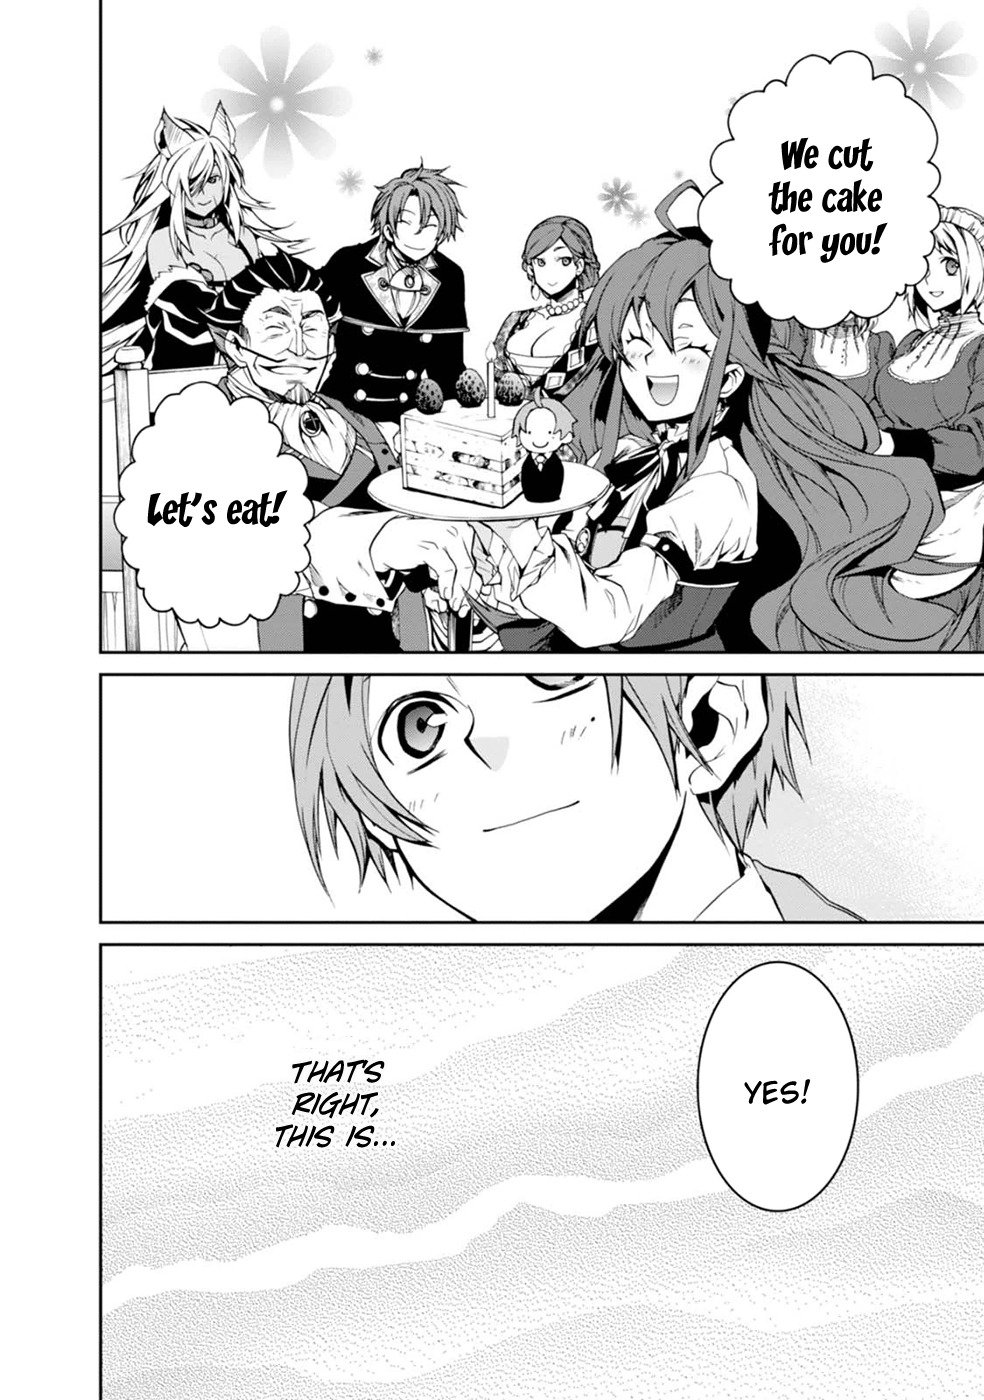 We cut
the cake
for you!
Let's eat!
YES!
THAT'S
RIGHT,
THIS IS...